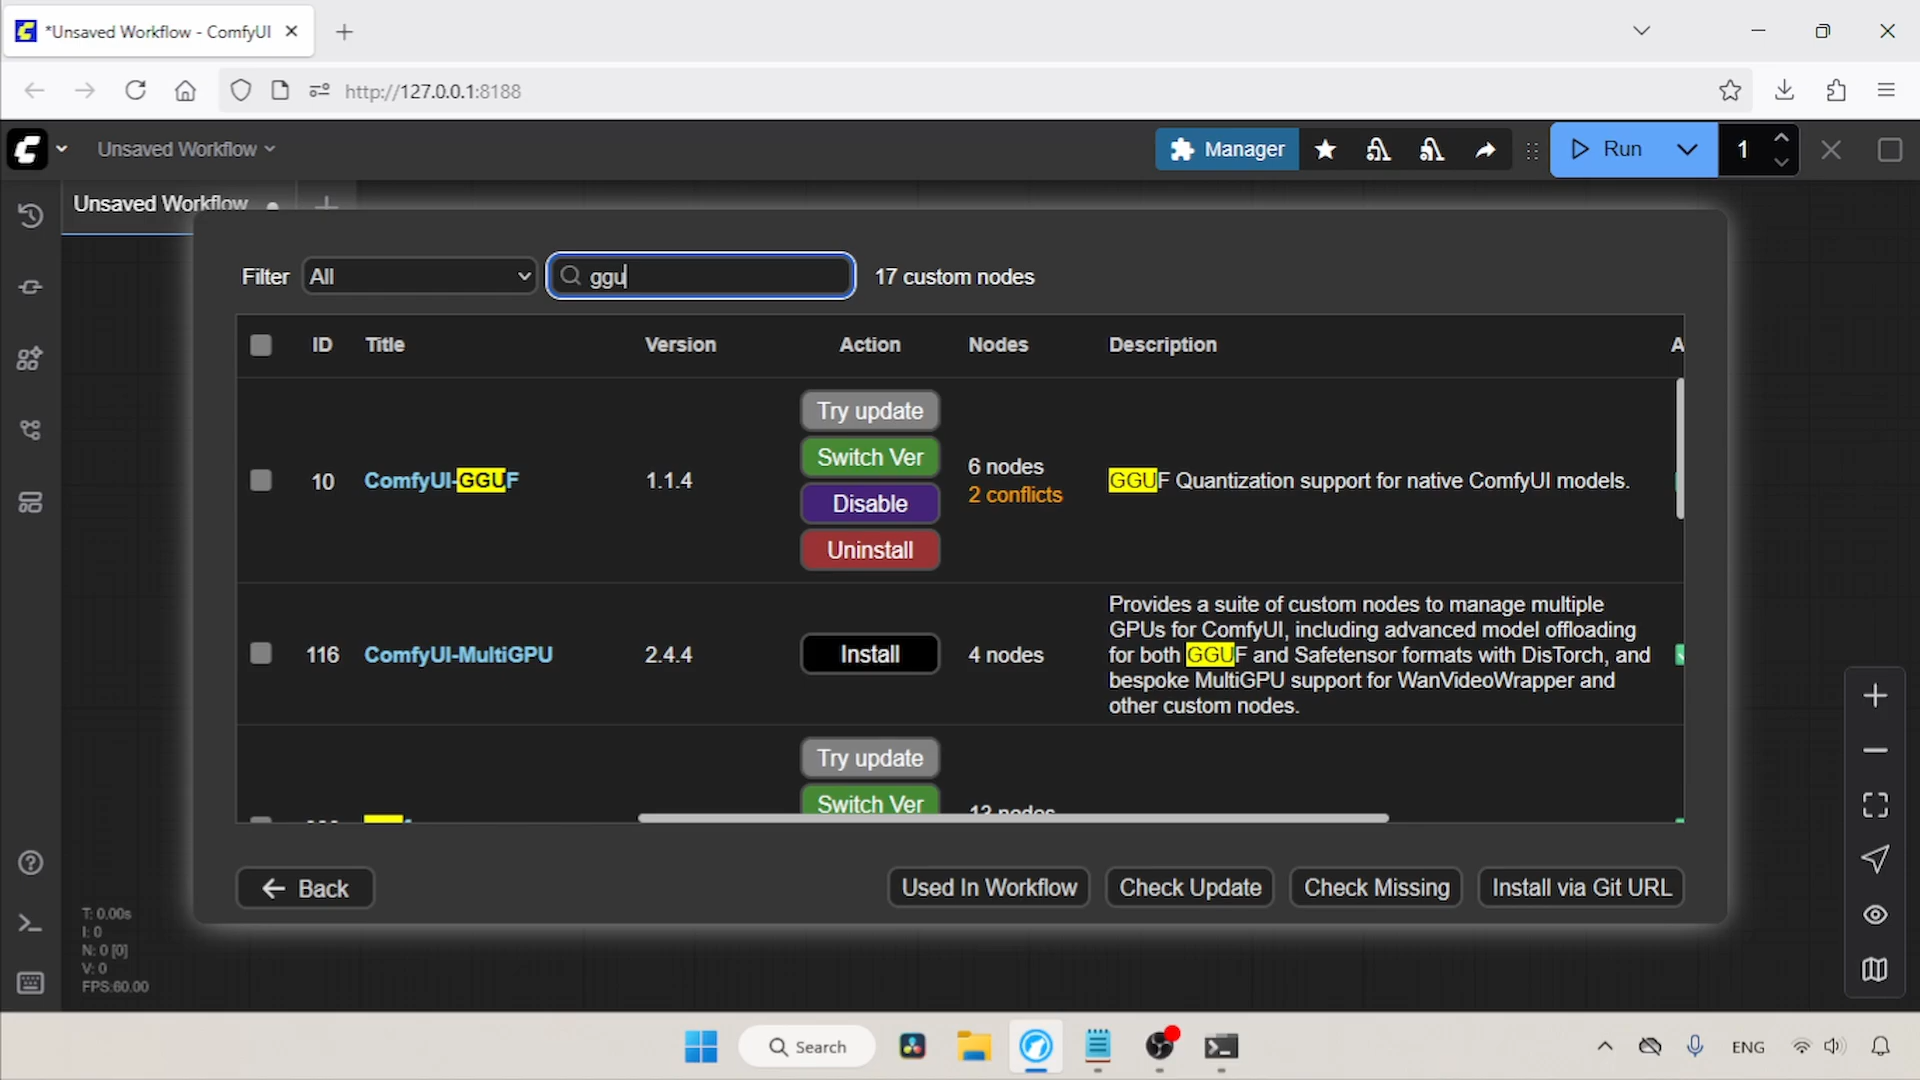 *Unsaved Workflow - ComfyUI
http://127.0.0.1:8188
Unsaved Workflow
Manager
Run
1
Unsaved Workflow
Filter
All
ggu
17 custom nodes
ID
Title
Version
Action
Nodes
Description
A
10
ComfyUI-GGUF
1.1.4
Try update
Switch Ver
Disable
Uninstall
6 nodes
2 conflicts
GGUF Quantization support for native ComfyUI models.
116
ComfyUI-MultiGPU
2.4.4
Install
4 nodes
Provides a suite of custom nodes to manage multiple
GPUs for ComfyUI, including advanced model offloading
for both GGUF and Safetensor formats with DisTorch, and
bespoke MultiGPU support for WanVideoWrapper and
other custom nodes.
Try update
Switch Ver
Back
Used In Workflow
Check Update
Check Missing
Install via Git URL
T: 0.00s
I: 0
N: 0 [0]
V: 0
FPS:60.00
Search
ENG